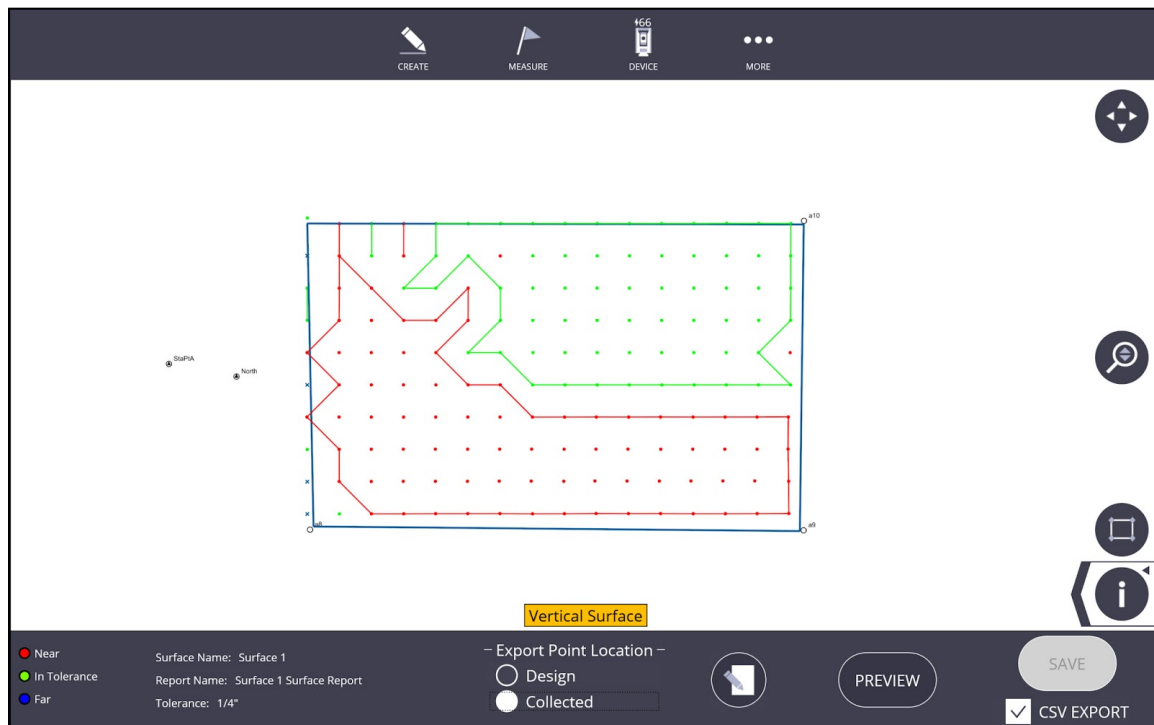 66
CREATE
MEASURE
DEVICE
MORE
a10
StaPtA
North
a8
a9
Vertical Surface
Near
In Tolerance
Far
Surface Name: Surface 1
Report Name: Surface 1 Surface Report
Tolerance: 1/4"
– Export Point Location –
Design
Collected
PREVIEW
SAVE
CSV EXPORT